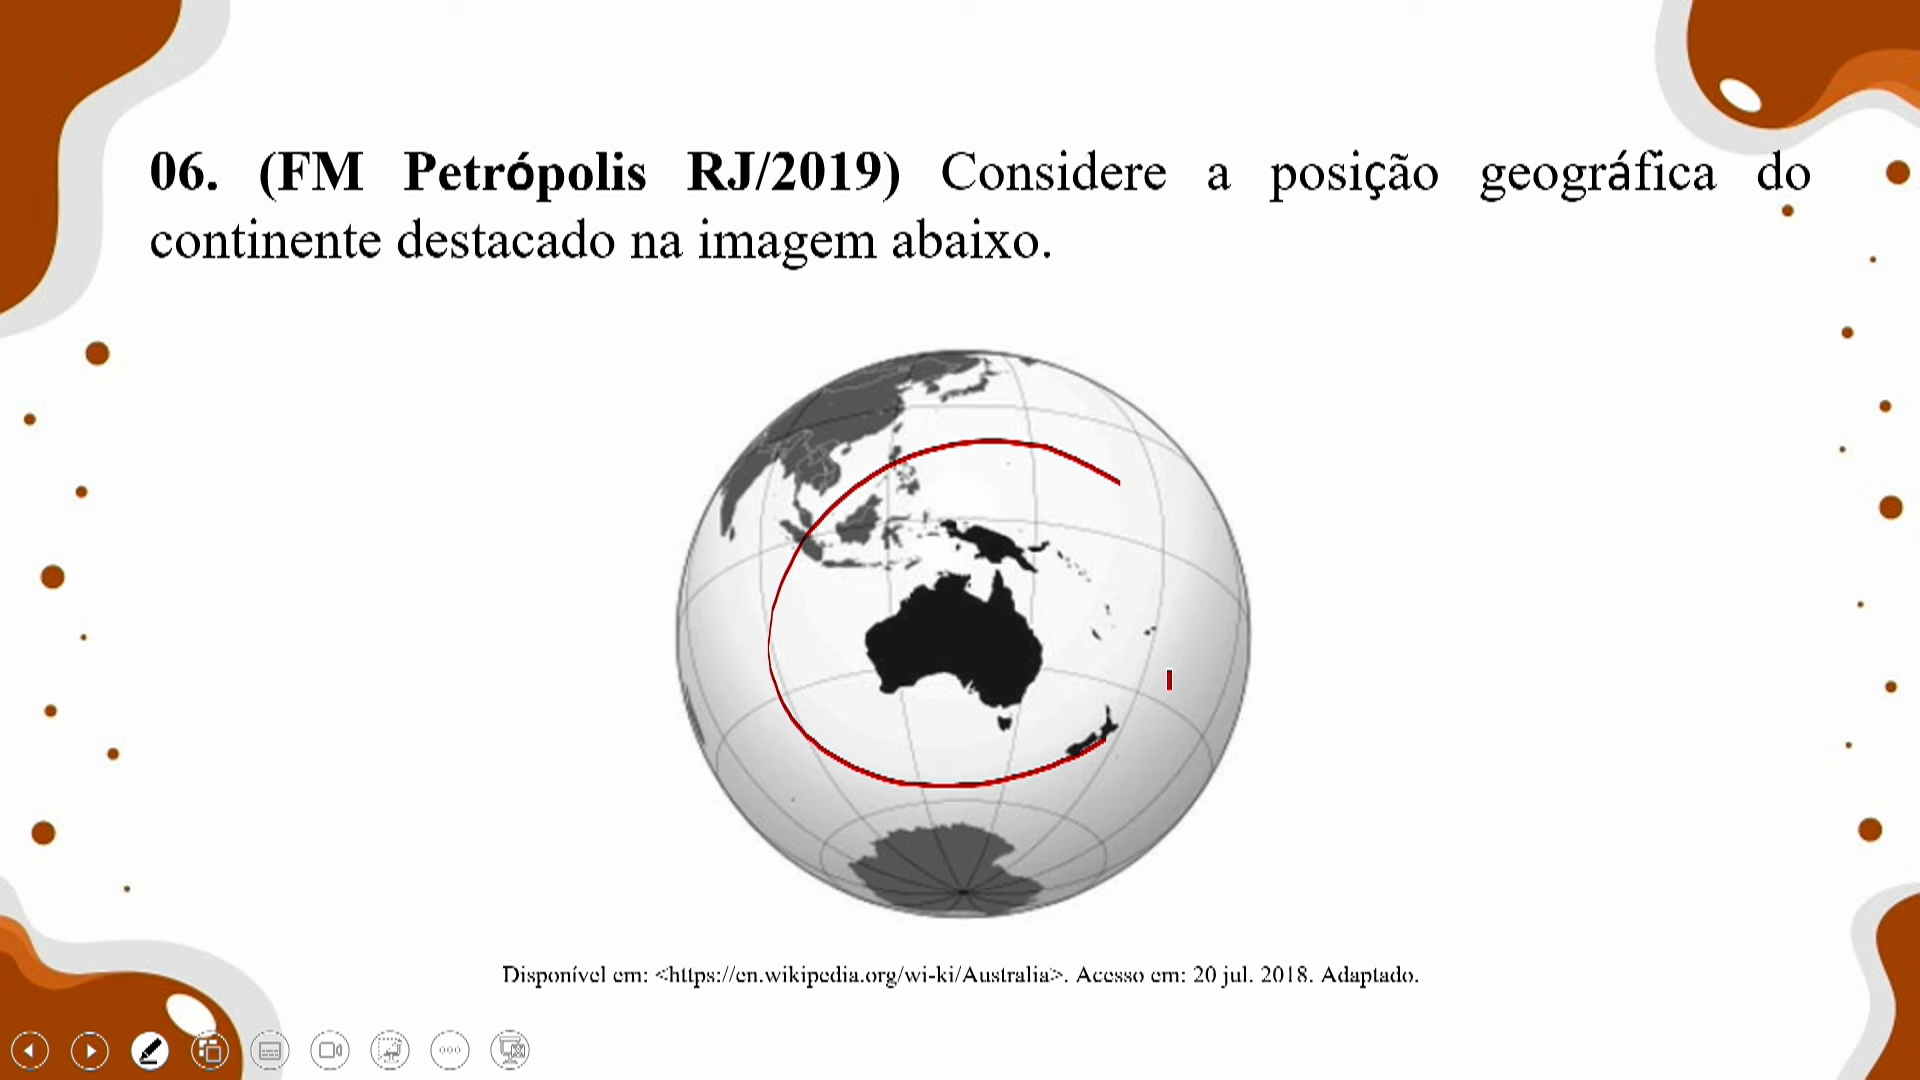 06. (FM Petrópolis RJ/2019) Considere a posição geográfica do
continente destacado na imagem abaixo.
Disponível em: <https://en.wikipedia.org/wi-ki/Australia>. Acesso em: 20 jul. 2018. Adaptado.